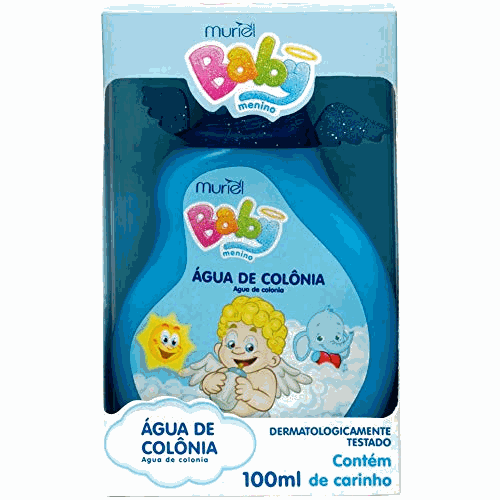 muriel
Baby
menino
muriel
Baby
menino
ÁGUA DE COLÔNIA
Agua de colonia
ÁGUA DE
COLÔNIA
Agua de colonia
DERMATOLOGICAMENTE
TESTADO
Contém
100ml de carinho